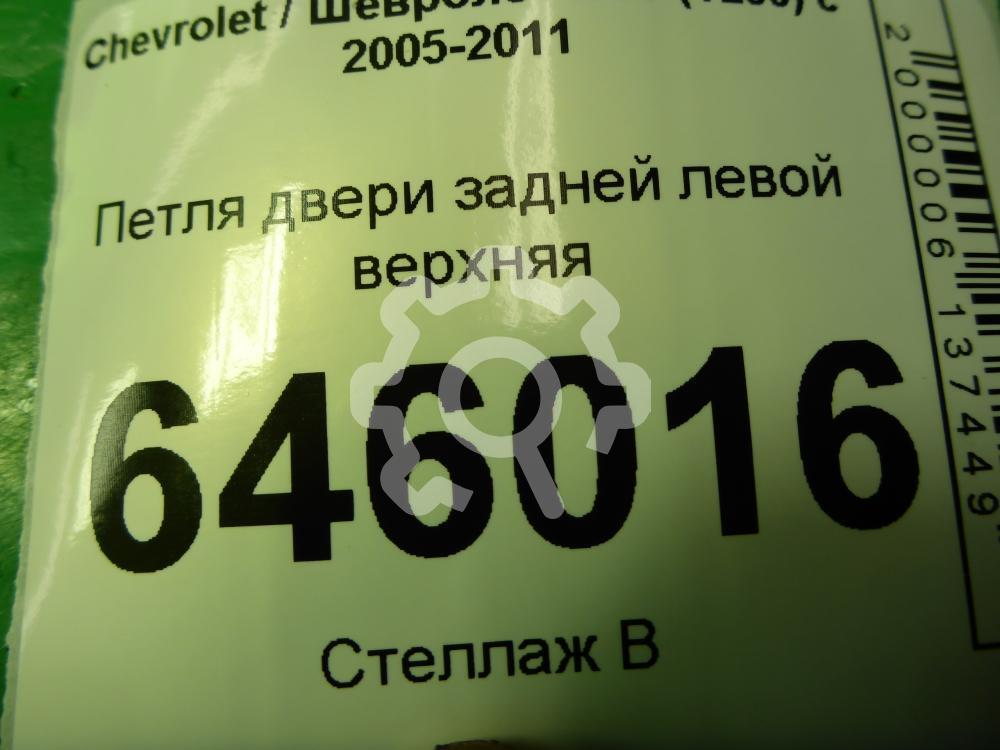 Chevrolet / Шевроле с
2005-2011
Петля двери задней левой
верхняя
646016
Стеллаж В
2000006137449